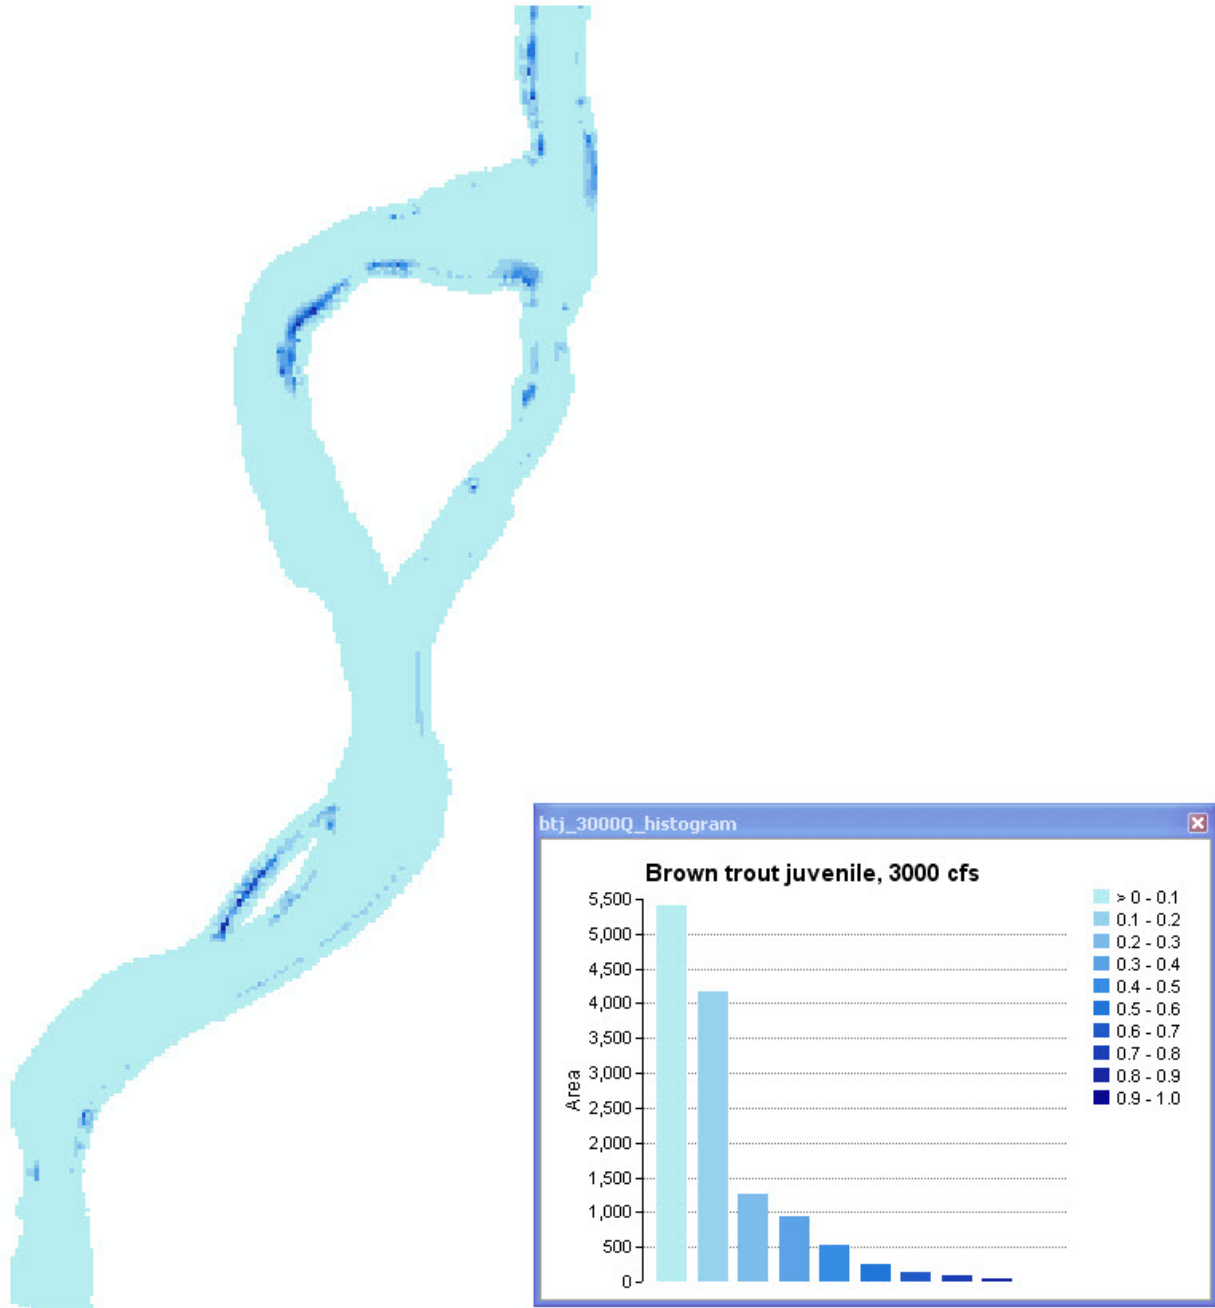 btj_3000Q_histogram
Brown trout juvenile, 3000 cfs
5,500
5,000
4,500
4,000
3,500
3,000
2,500
2,000
1,500
1,000
500
0
Area
> 0 - 0.1
0.1 - 0.2
0.2 - 0.3
0.3 - 0.4
0.4 - 0.5
0.5 - 0.6
0.6 - 0.7
0.7 - 0.8
0.8 - 0.9
0.9 - 1.0